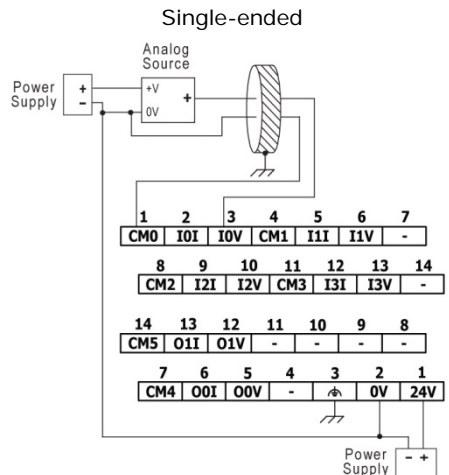 Single-ended
Analog
Source
Power
Supply
+
-
+V
0V
+
1 2 3 4 5 6 7
CM0 I0I I0V CM1 I1I I1V -
8 9 10 11 12 13 14
CM2 I2I I2V CM3 I3I I3V -
14 13 12 11 10 9 8
CM5 O1I O1V - - - -
7 6 5 4 3 2 1
CM4 O0I O0V - 0V 24V
Power
Supply
- +